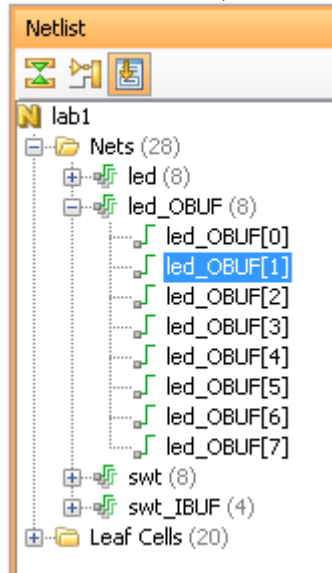 Netlist
lab1
Nets (28)
led (8)
led_OBUF (8)
led_OBUF[0]
led_OBUF[1]
led_OBUF[2]
led_OBUF[3]
led_OBUF[4]
led_OBUF[5]
led_OBUF[6]
led_OBUF[7]
swt (8)
swt_IBUF (4)
Leaf Cells (20)